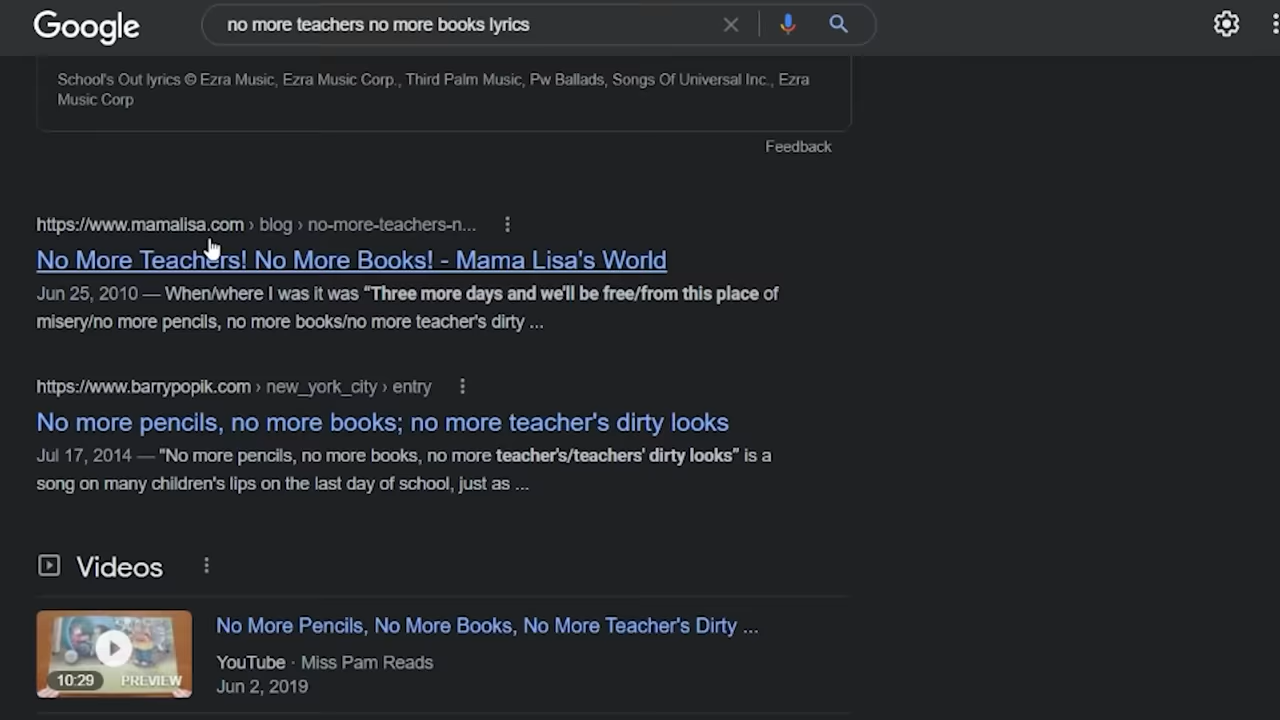 Google
no more teachers no more books lyrics
School's Out lyrics © Ezra Music, Ezra Music Corp., Third Palm Music, Pw Ballads, Songs Of Universal Inc., Ezra
Music Corp
Feedback
https://www.mamalisa.com › blog › no-more-teachers-n...
No More Teachers! No More Books! - Mama Lisa's World
Jun 25, 2010 — When/where I was it was “Three more days and we'll be free/from this place of
misery/no more pencils, no more books/no more teacher's dirty ...
https://www.barrypopik.com › new_york_city › entry
No more pencils, no more books; no more teacher's dirty looks
Jul 17, 2014 — "No more pencils, no more books, no more teacher's/teachers' dirty looks” is a
song on many children's lips on the last day of school, just as ...
Videos
No More Pencils, No More Books, No More Teacher's Dirty ...
YouTube · Miss Pam Reads
10:29 PREVIEW
Jun 2, 2019